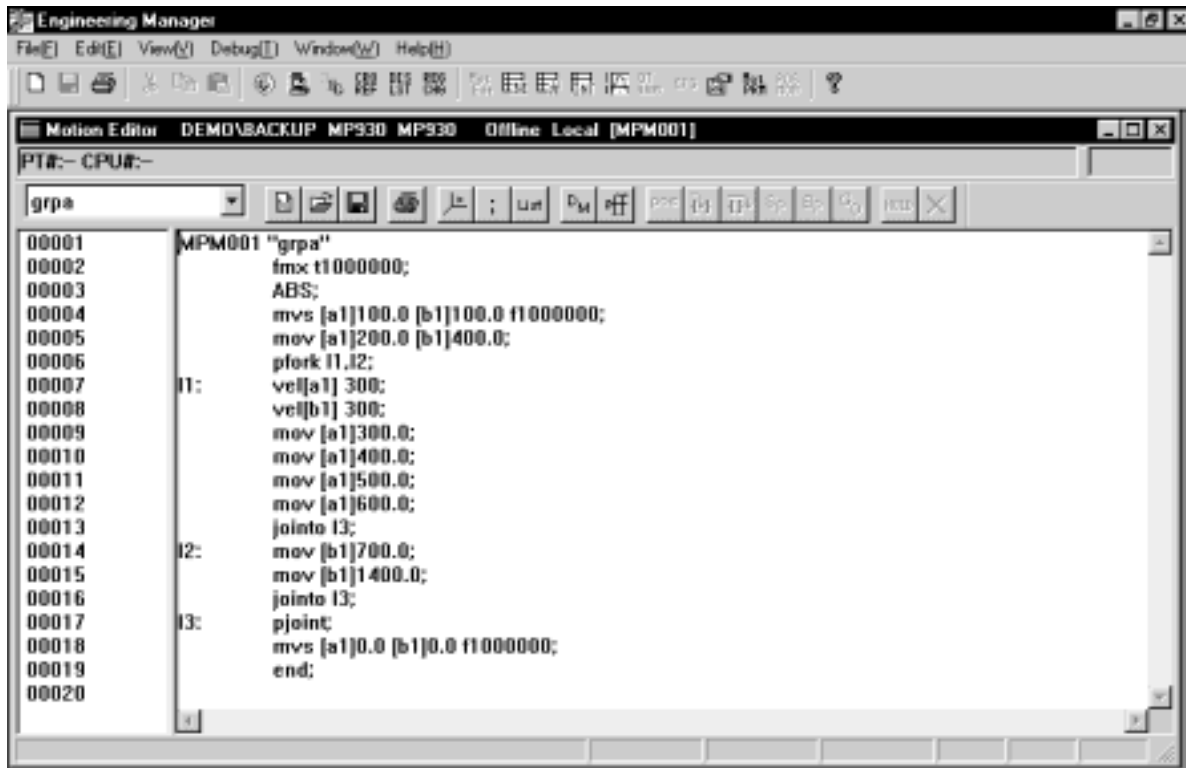 Engineering Manager
File(F) Edit(E) View(V) Debug(T) Window(W) Help(H)
Motion Editor DEMO\BACKUP MP930 MP930 Offline Local [MPM001]
PT#:– CPU#:–
grpa
; List
00001 MPM001 "grpa"
00002 fmx t1000000;
00003 ABS;
00004 mvs [a1]100.0 [b1]100.0 f1000000;
00005 mov [a1]200.0 [b1]400.0;
00006 pfork l1,l2;
00007 l1: vel[a1] 300;
00008 vel[b1] 300;
00009 mov [a1]300.0;
00010 mov [a1]400.0;
00011 mov [a1]500.0;
00012 mov [a1]600.0;
00013 jointo l3;
00014 l2: mov [b1]700.0;
00015 mov [b1]1400.0;
00016 jointo l3;
00017 l3: pjoint;
00018 mvs [a1]0.0 [b1]0.0 f1000000;
00019 end;
00020